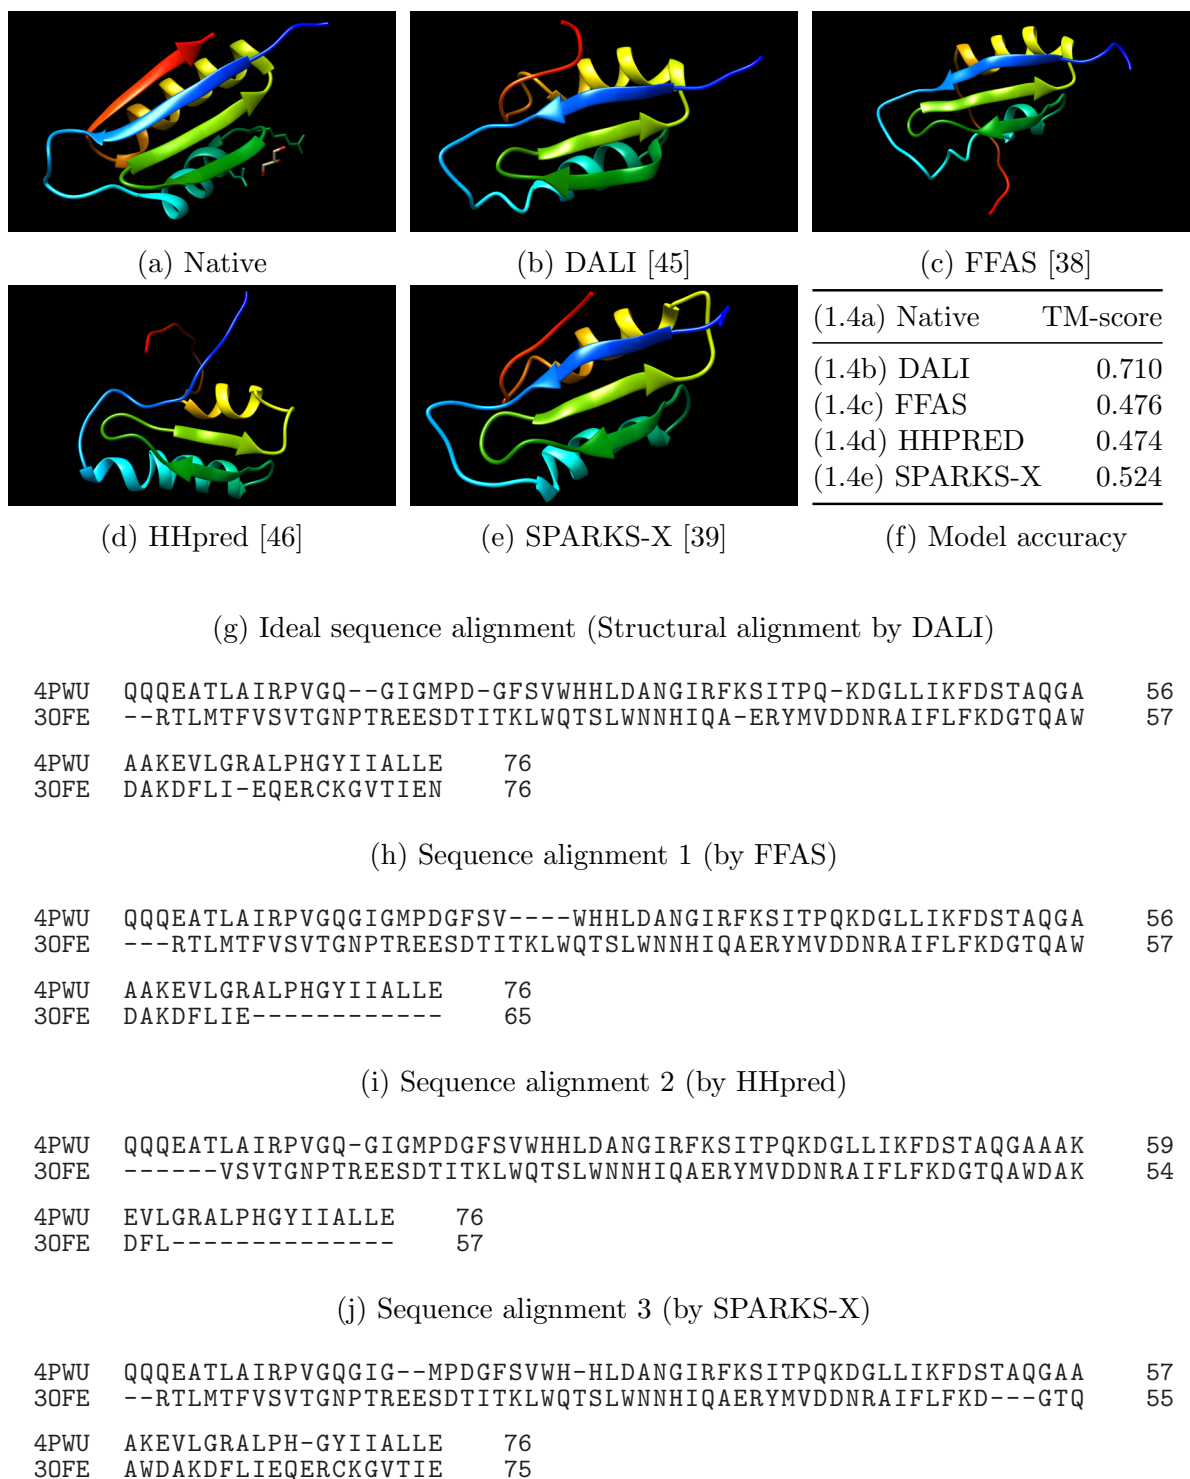 (a) Native
(b) DALI [45]
(c) FFAS [38]
(1.4a) Native TM-score
(1.4b) DALI 0.710
(1.4c) FFAS 0.476
(1.4d) HHPRED 0.474
(1.4e) SPARKS-X 0.524
(d) HHpred [46]
(e) SPARKS-X [39]
(f) Model accuracy
(g) Ideal sequence alignment (Structural alignment by DALI)
4PWU QQQEATLAIRPVGQ--GIGMPD-GFSVWHHLDANGIRFKSITPQ-KDGLLIKFDSTAQGA 56
3OFE --RTLMTFVSVTGNPTREESDTITKLWQTSLWNNHIQA-ERYMVDDNRAIFLFKDGTQAW 57
4PWU AAKEVLGRALPHGYIIALLE 76
3OFE DAKDFLI-EQERCKGVTIEN 76
(h) Sequence alignment 1 (by FFAS)
4PWU QQQEATLAIRPVGQGIGMPDGFSV----WHHLDANGIRFKSITPQKDGLLIKFDSTAQGA 56
3OFE ---RTLMTFVSVTGNPTREESDTITKLWQTSLWNNHIQAERYMVDDNRAIFLFKDGTQAW 57
4PWU AAKEVLGRALPHGYIIALLE 76
3OFE DAKDFLIE------------ 65
(i) Sequence alignment 2 (by HHpred)
4PWU QQQEATLAIRPVGQ-GIGMPDGFSVWHHLDANGIRFKSITPQKDGLLIKFDSTAQGAAAK 59
3OFE ------VSVTGNPTREESDTITKLWQTSLWNNHIQAERYMVDDNRAIFLFKDGTQAWDAK 54
4PWU EVLGRALPHGYIIALLE 76
3OFE DFL-------------- 57
(j) Sequence alignment 3 (by SPARKS-X)
4PWU QQQEATLAIRPVGQGIG--MPDGFSVWH-HLDANGIRFKSITPQKDGLLIKFDSTAQGAA 57
3OFE --RTLMTFVSVTGNPTREESDTITKLWQTSLWNNHIQAERYMVDDNRAIFLFKD---GTQ 55
4PWU AKEVLGRALPH-GYIIALLE 76
3OFE AWDAKDFLIEQERCKGVTIE 75